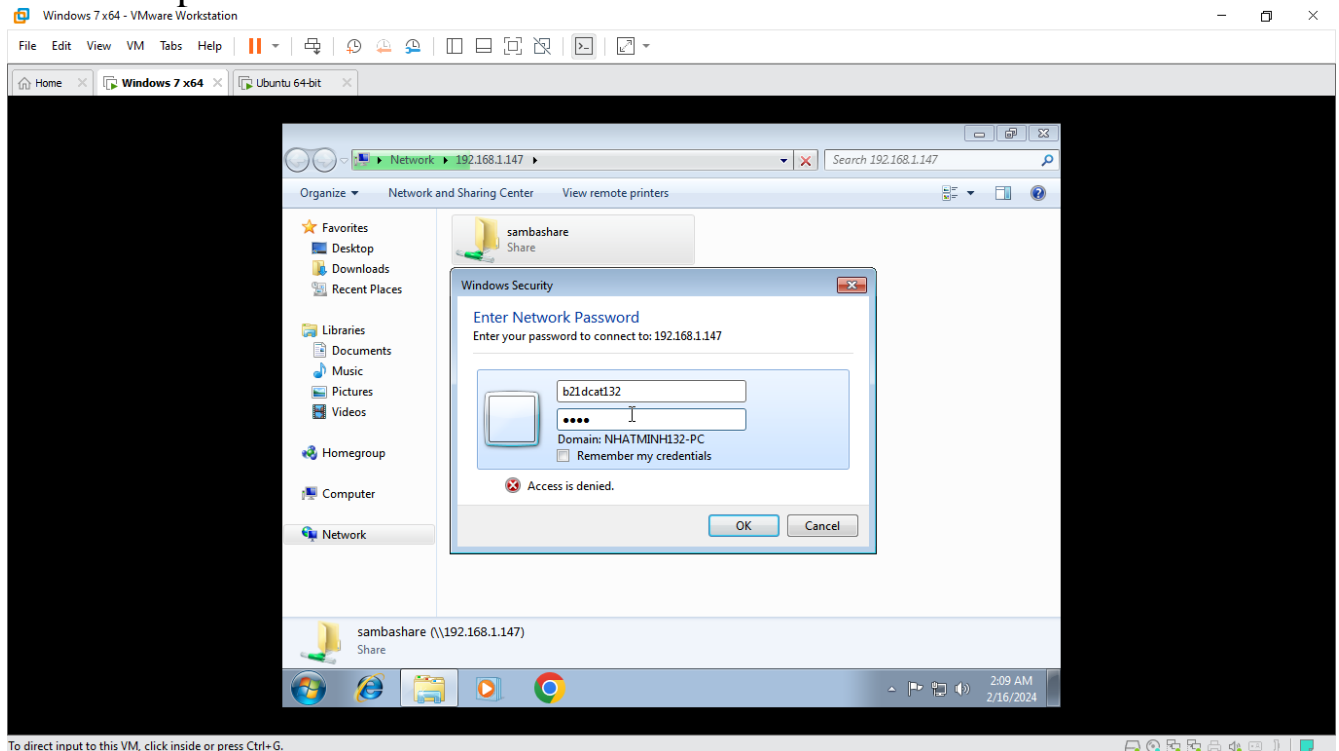 Windows 7 x64 - VMware Workstation
File Edit View VM Tabs Help
Home Windows 7 x64 Ubuntu 64-bit
Network 192.168.1.147 Search 192.168.1.147
Organize Network and Sharing Center View remote printers
Favorites
Desktop
Downloads
Recent Places
Libraries
Documents
Music
Pictures
Videos
Homegroup
Computer
Network
sambashare
Share
Windows Security
Enter Network Password
Enter your password to connect to: 192.168.1.147
b21dcat132
••••
Domain: NHATMINH132-PC
Remember my credentials
Access is denied.
OK Cancel
sambashare (\\192.168.1.147)
Share
2:09 AM
2/16/2024
To direct input to this VM, click inside or press Ctrl+G.